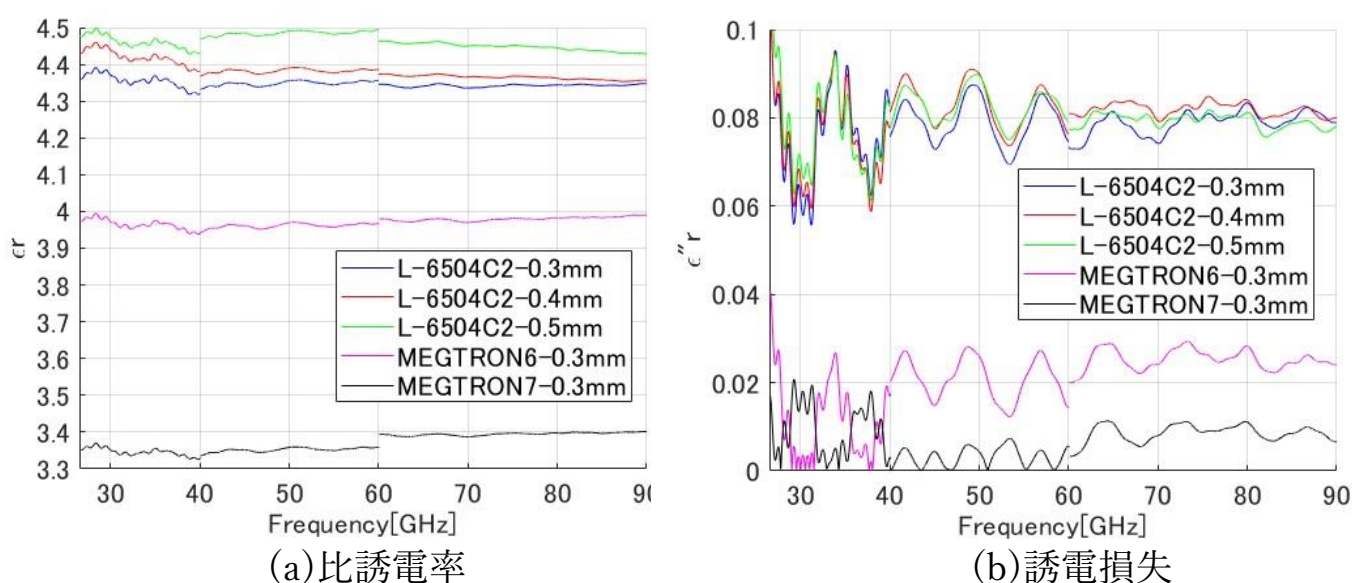 4.5
4.4
4.3
4.2
4.1
4
3.9
3.8
3.7
3.6
3.5
3.4
3.3
ϵr
L-6504C2-0.3mm
L-6504C2-0.4mm
L-6504C2-0.5mm
MEGTRON6-0.3mm
MEGTRON7-0.3mm
30 40 50 60 70 80 90
Frequency[GHz]
(a)比誘電率
0.1
0.08
0.06
0.04
0.02
0
ϵ″r
L-6504C2-0.3mm
L-6504C2-0.4mm
L-6504C2-0.5mm
MEGTRON6-0.3mm
MEGTRON7-0.3mm
30 40 50 60 70 80 90
Frequency[GHz]
(b)誘電損失